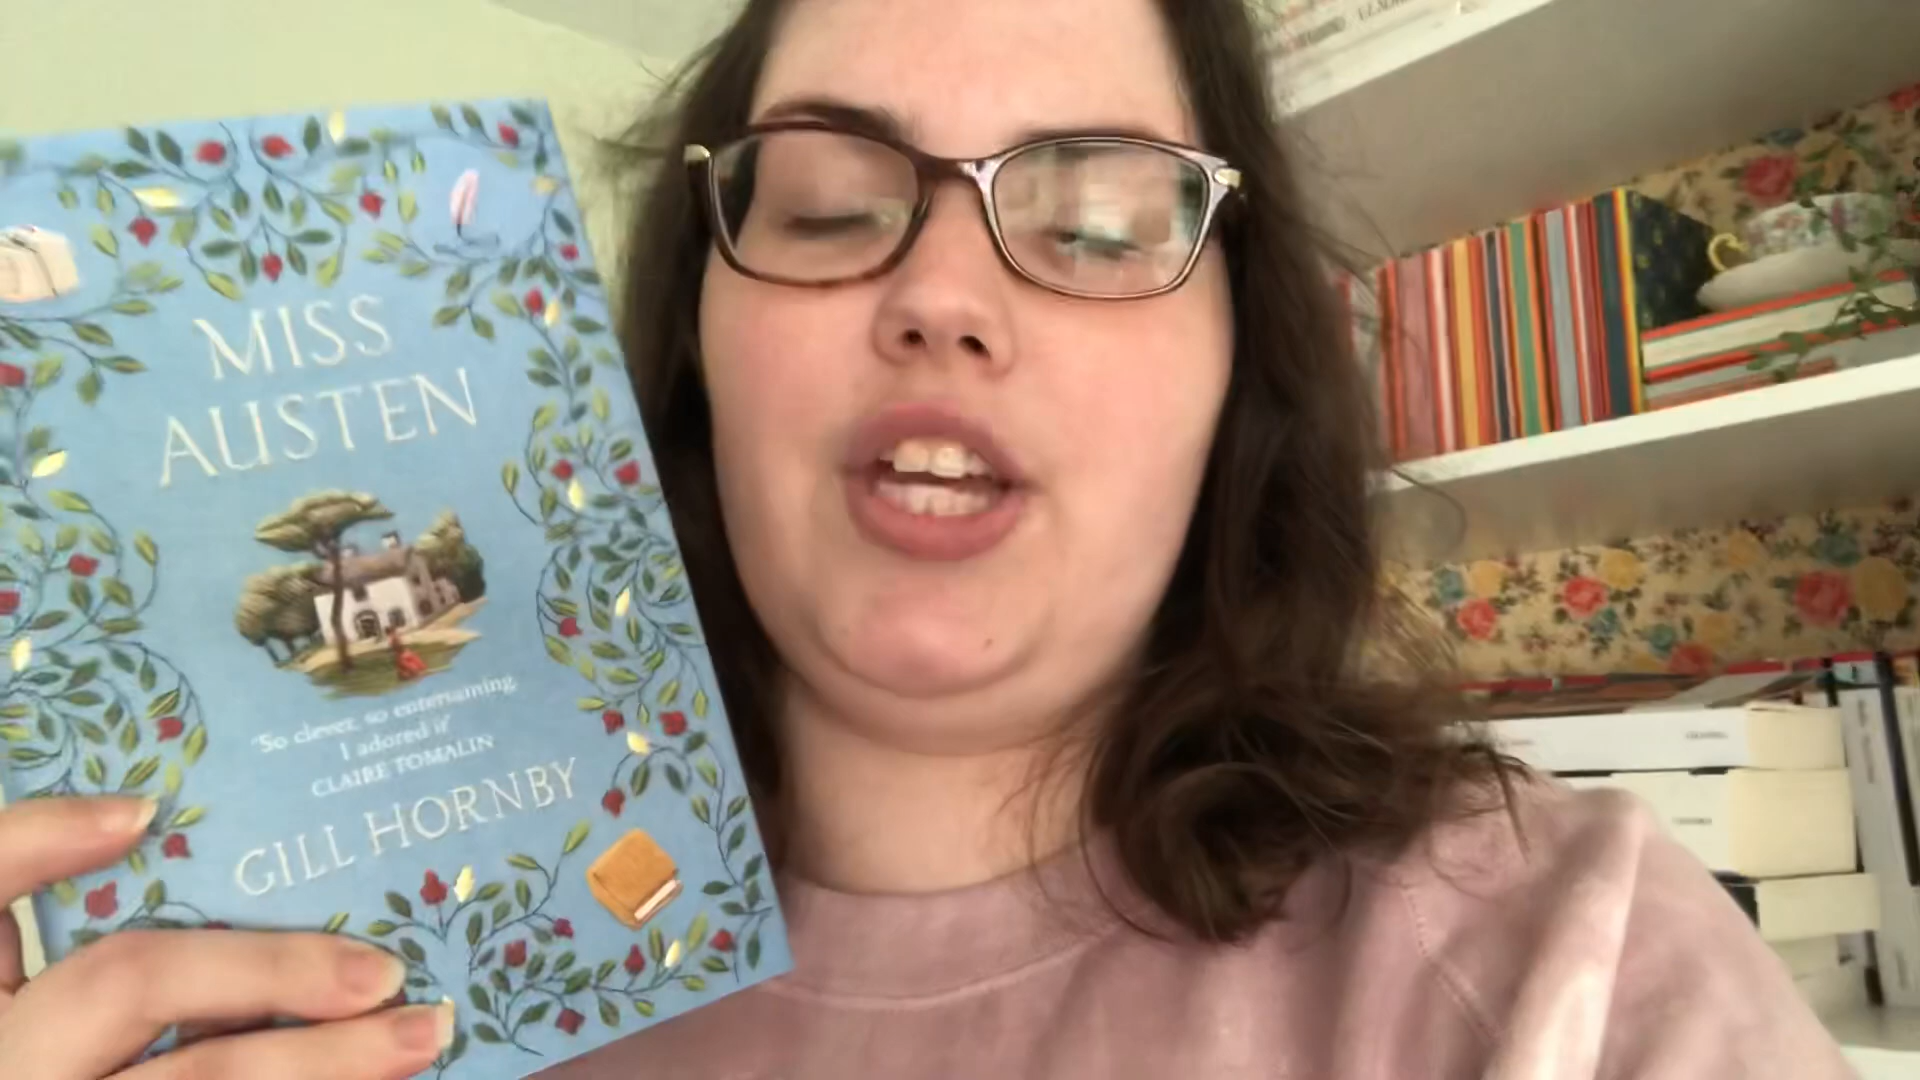 MISS
AUSTEN
"So clever, so entertaining,
I adored it'
CLAIRE TOMALIN
GILL HORNBY